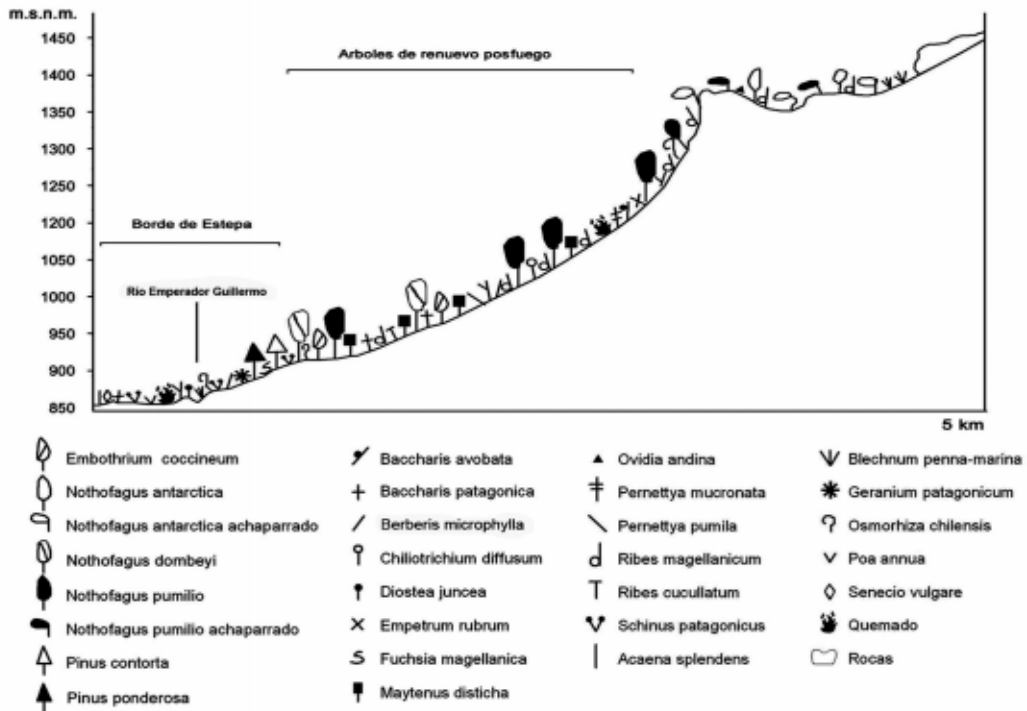 m.s.n.m.
1450
1400
1350
1300
1250
1200
1150
1100
1050
1000
950
900
850
Arboles de renuevo posfuego
Borde de Estepa
Río Emperador Guillermo
5 km
Embothrium coccineum
Nothofagus antarctica
Nothofagus antarctica achaparrado
Nothofagus dombeyi
Nothofagus pumilio
Nothofagus pumilio achaparrado
Pinus contorta
Pinus ponderosa
Baccharis avobata
Baccharis patagonica
Berberis microphylla
Chiliotrichium diffusum
Diostea juncea
Empetrum rubrum
Fuchsia magellanica
Maytenus disticha
Ovidia andina
Pernettya mucronata
Pernettya pumila
Ribes magellanicum
Ribes cucullatum
Schinus patagonicus
Acaena splendens
Blechnum penna-marina
Geranium patagonicum
Osmorhiza chilensis
Poa annua
Senecio vulgare
Quemado
Rocas